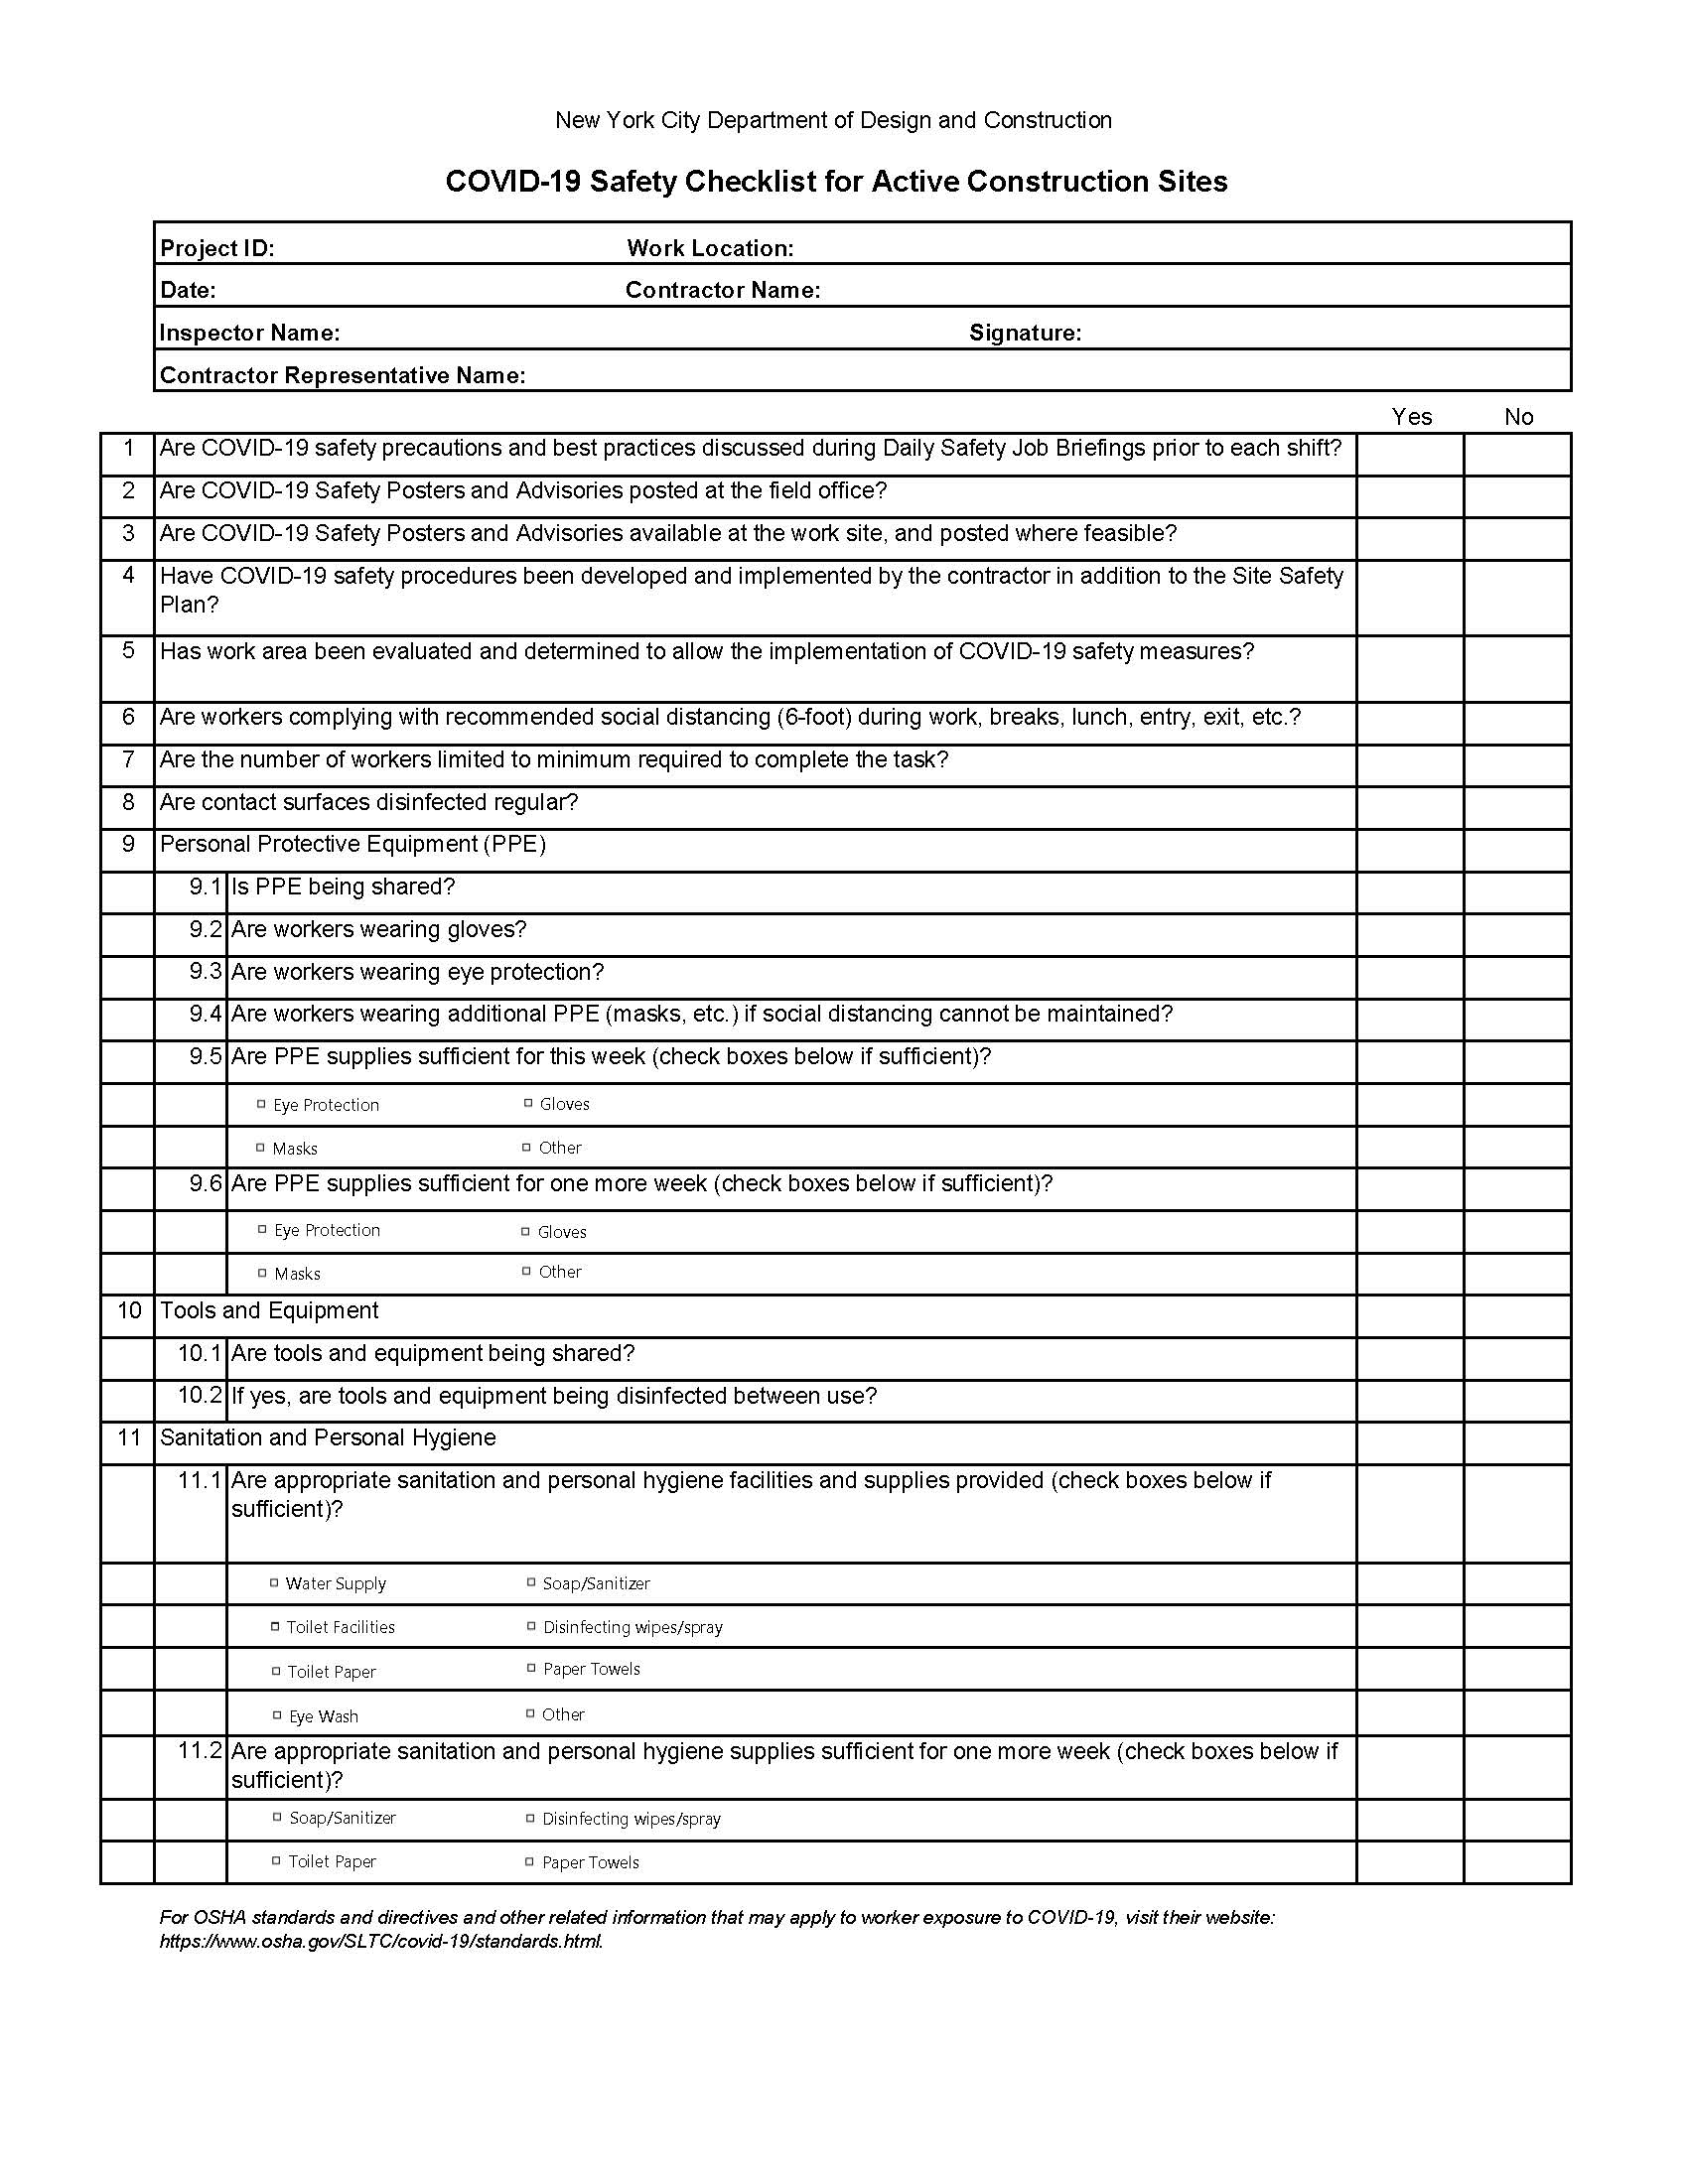 New York City Department of Design and Construction
COVID-19 Safety Checklist for Active Construction Sites
Project ID: Work Location:
Date: Contractor Name:
Inspector Name: Signature:
Contractor Representative Name:
Yes No
1 Are COVID-19 safety precautions and best practices discussed during Daily Safety Job Briefings prior to each shift?
2 Are COVID-19 Safety Posters and Advisories posted at the field office?
3 Are COVID-19 Safety Posters and Advisories available at the work site, and posted where feasible?
4 Have COVID-19 safety procedures been developed and implemented by the contractor in addition to the Site Safety
Plan?
5 Has work area been evaluated and determined to allow the implementation of COVID-19 safety measures?
6 Are workers complying with recommended social distancing (6-foot) during work, breaks, lunch, entry, exit, etc.?
7 Are the number of workers limited to minimum required to complete the task?
8 Are contact surfaces disinfected regular?
9 Personal Protective Equipment (PPE)
9.1 Is PPE being shared?
9.2 Are workers wearing gloves?
9.3 Are workers wearing eye protection?
9.4 Are workers wearing additional PPE (masks, etc.) if social distancing cannot be maintained?
9.5 Are PPE supplies sufficient for this week (check boxes below if sufficient)?
Eye Protection Gloves
Masks Other
9.6 Are PPE supplies sufficient for one more week (check boxes below if sufficient)?
Eye Protection Gloves
Masks Other
10 Tools and Equipment
10.1 Are tools and equipment being shared?
10.2 If yes, are tools and equipment being disinfected between use?
11 Sanitation and Personal Hygiene
11.1 Are appropriate sanitation and personal hygiene facilities and supplies provided (check boxes below if
sufficient)?
Water Supply Soap/Sanitizer
Toilet Facilities Disinfecting wipes/spray
Toilet Paper Paper Towels
Eye Wash Other
11.2 Are appropriate sanitation and personal hygiene supplies sufficient for one more week (check boxes below if
sufficient)?
Soap/Sanitizer Disinfecting wipes/spray
Toilet Paper Paper Towels
For OSHA standards and directives and other related information that may apply to worker exposure to COVID-19, visit their website:
https://www.osha.gov/SLTC/covid-19/standards.html.